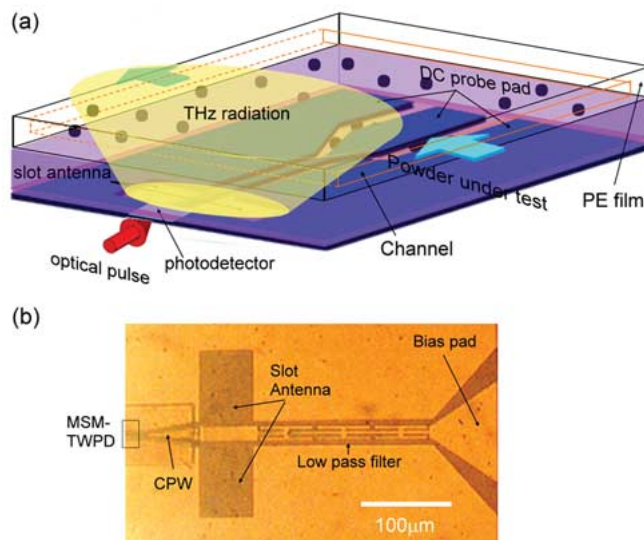 (a)
DC probe pad
THz radiation
slot antenna
Powder under test
PE film
Channel
photodetector
optical pulse
(b)
Bias pad
Slot
Antenna
MSM-
TWPD
CPW
Low pass filter
100μm